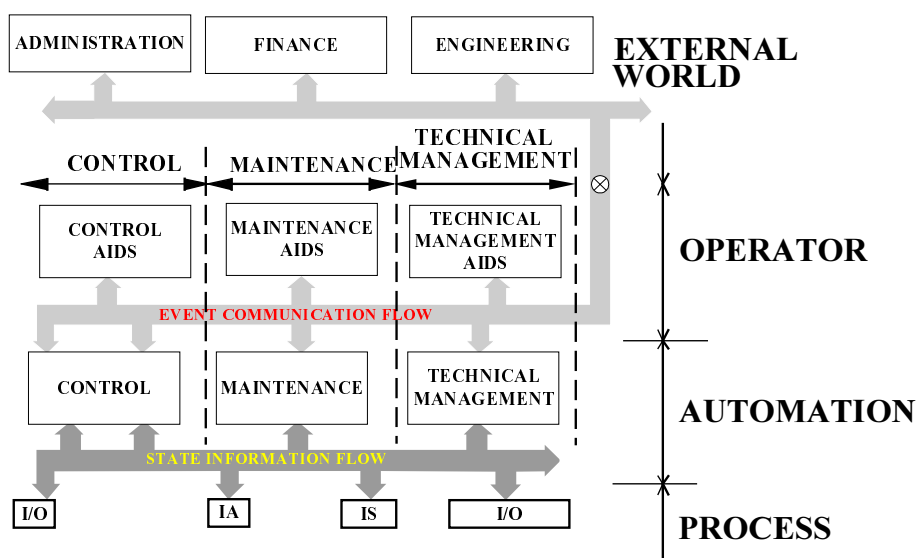 ADMINISTRATION
FINANCE
ENGINEERING
EXTERNAL
WORLD
CONTROL
MAINTENANCE
TECHNICAL
MANAGEMENT
CONTROL
AIDS
MAINTENANCE
AIDS
TECHNICAL
MANAGEMENT
AIDS
OPERATOR
EVENT COMMUNICATION FLOW
CONTROL
MAINTENANCE
TECHNICAL
MANAGEMENT
AUTOMATION
STATE INFORMATION FLOW
I/O
IA
IS
I/O
PROCESS